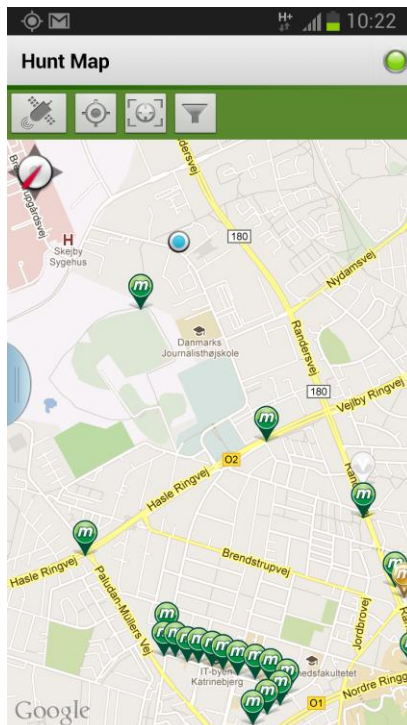 H+
10:22
Hunt Map
180
H
Skejby
Sygehus
Nydamsvej
Danmarks
Journalisthøjskole
Randersvej
180
Vejlby Ringvej
O2
Hasle Ringvej
m
m
m
m
m
Brendstrupvej
Hasle Ringvej
Paludan-Müllers Vej
Jordbrovej
IT-byen
Katrinebjerg
O1
Nordre Ringg
Google